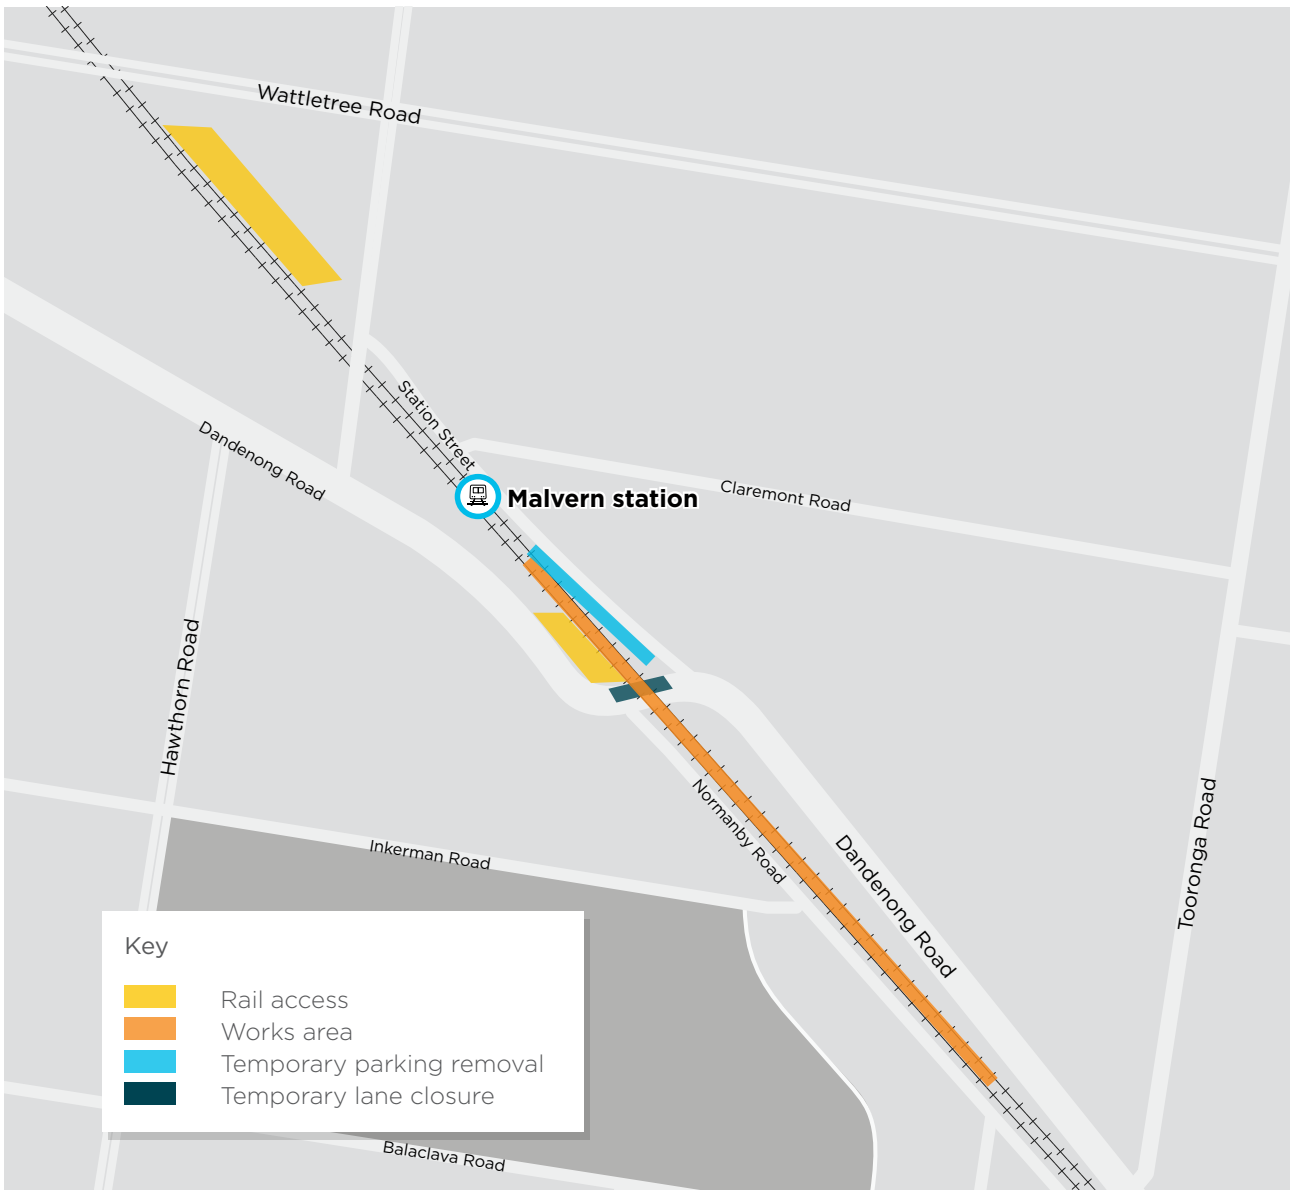 Wattletree Road
Station Street
Dandenong Road
Claremont Road
Malvern station
Hawthorn Road
Normanby Road
Tooronga Road
Inkerman Road
Dandenong Road
Key
Rail access
Works area
Temporary parking removal
Temporary lane closure
Balaclava Road